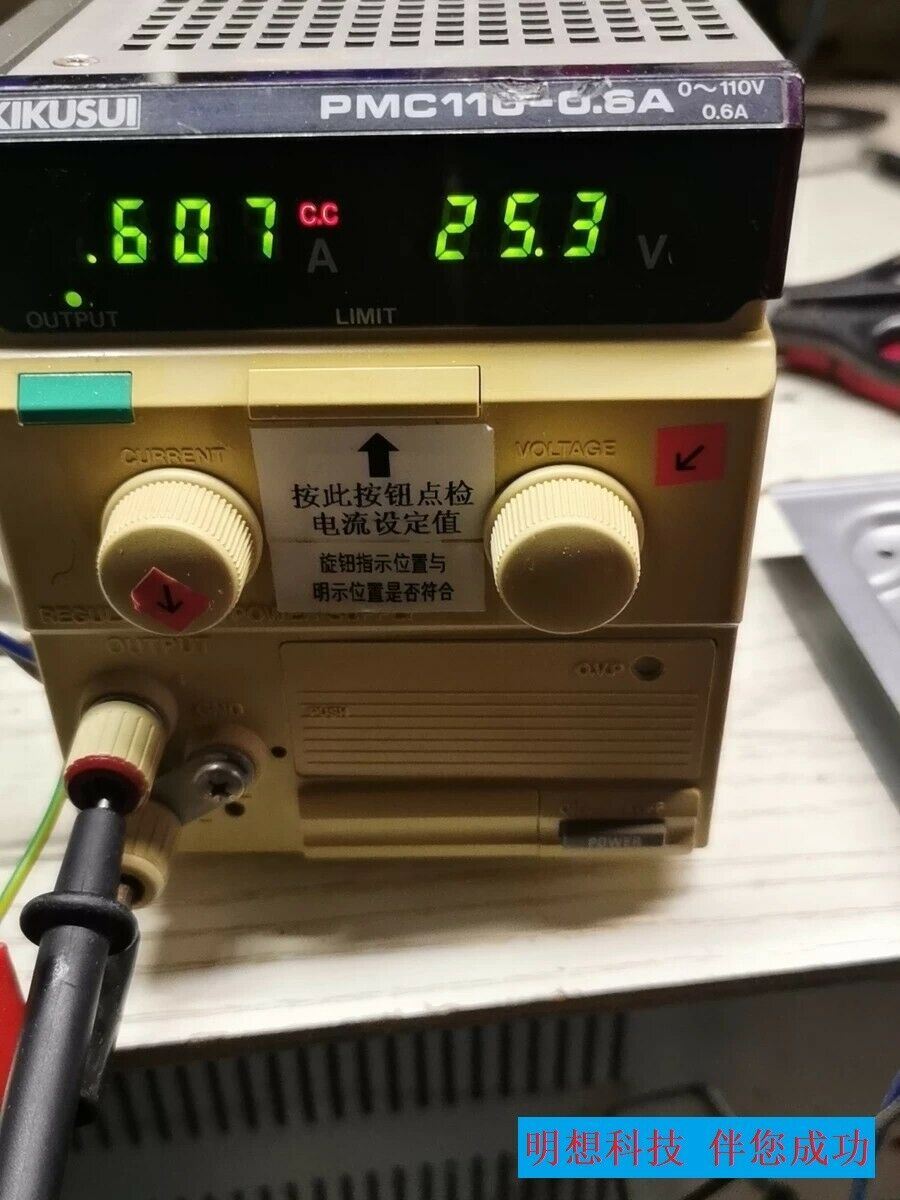 KIKUSUI
PMC110-0.6A
0～110V
0.6A
.607
C.C
A
25.3
V
OUTPUT
LIMIT
CURRENT
VOLTAGE
按此按钮点检
电流设定值
旋钮指示位置与
明示位置是否符合
OUTPUT
GND
O.V.P
PUSH
POWER
明想科技 伴您成功